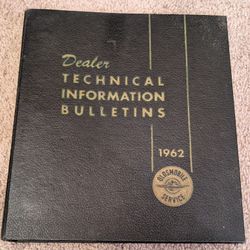 Dealer
TECHNICAL
INFORMATION
BULLETINS
1962
OLDSMOBILE
SERVICE